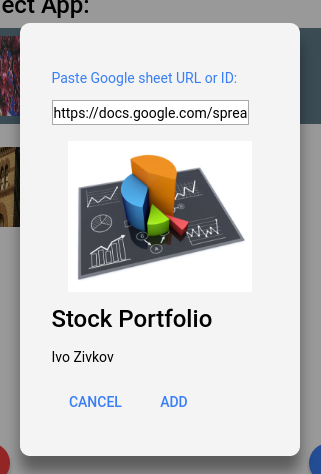 ect App:
Paste Google sheet URL or ID:
https://docs.google.com/sprea
Stock Portfolio
Ivo Zivkov
CANCEL
ADD